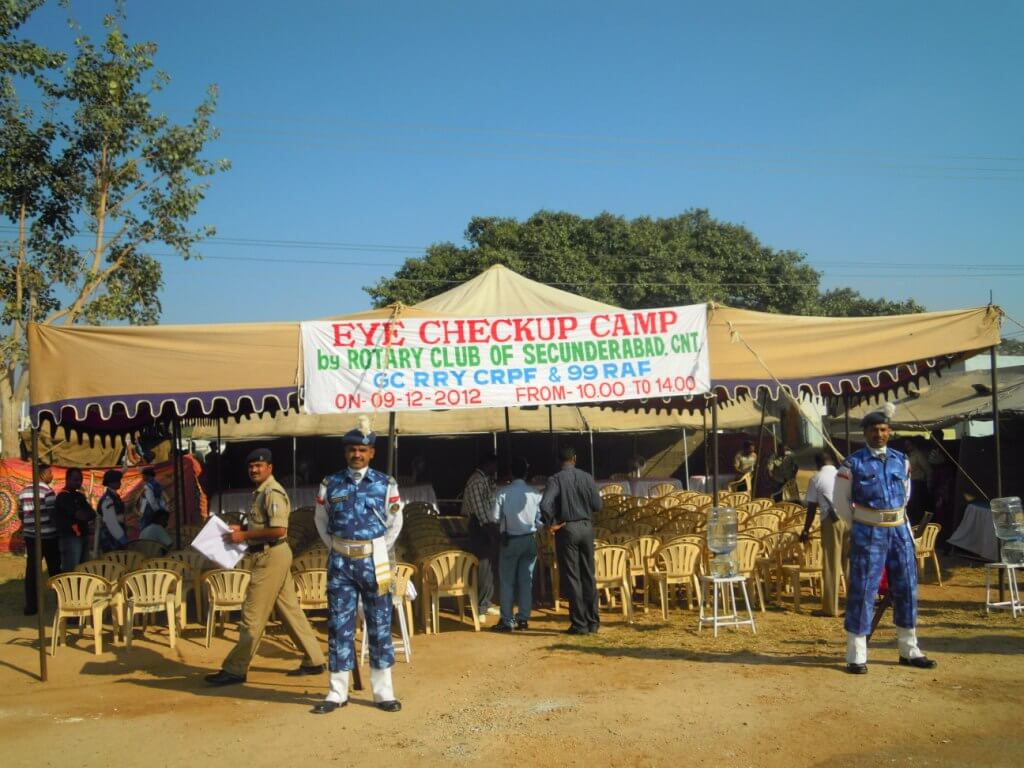 EYE CHECKUP CAMP
by ROTARY CLUB OF SECUNDERABAD, CNT
GC RRY CRPF & 99 RAF
ON- 09-12-2012 FROM- 10.00 TO 14.00